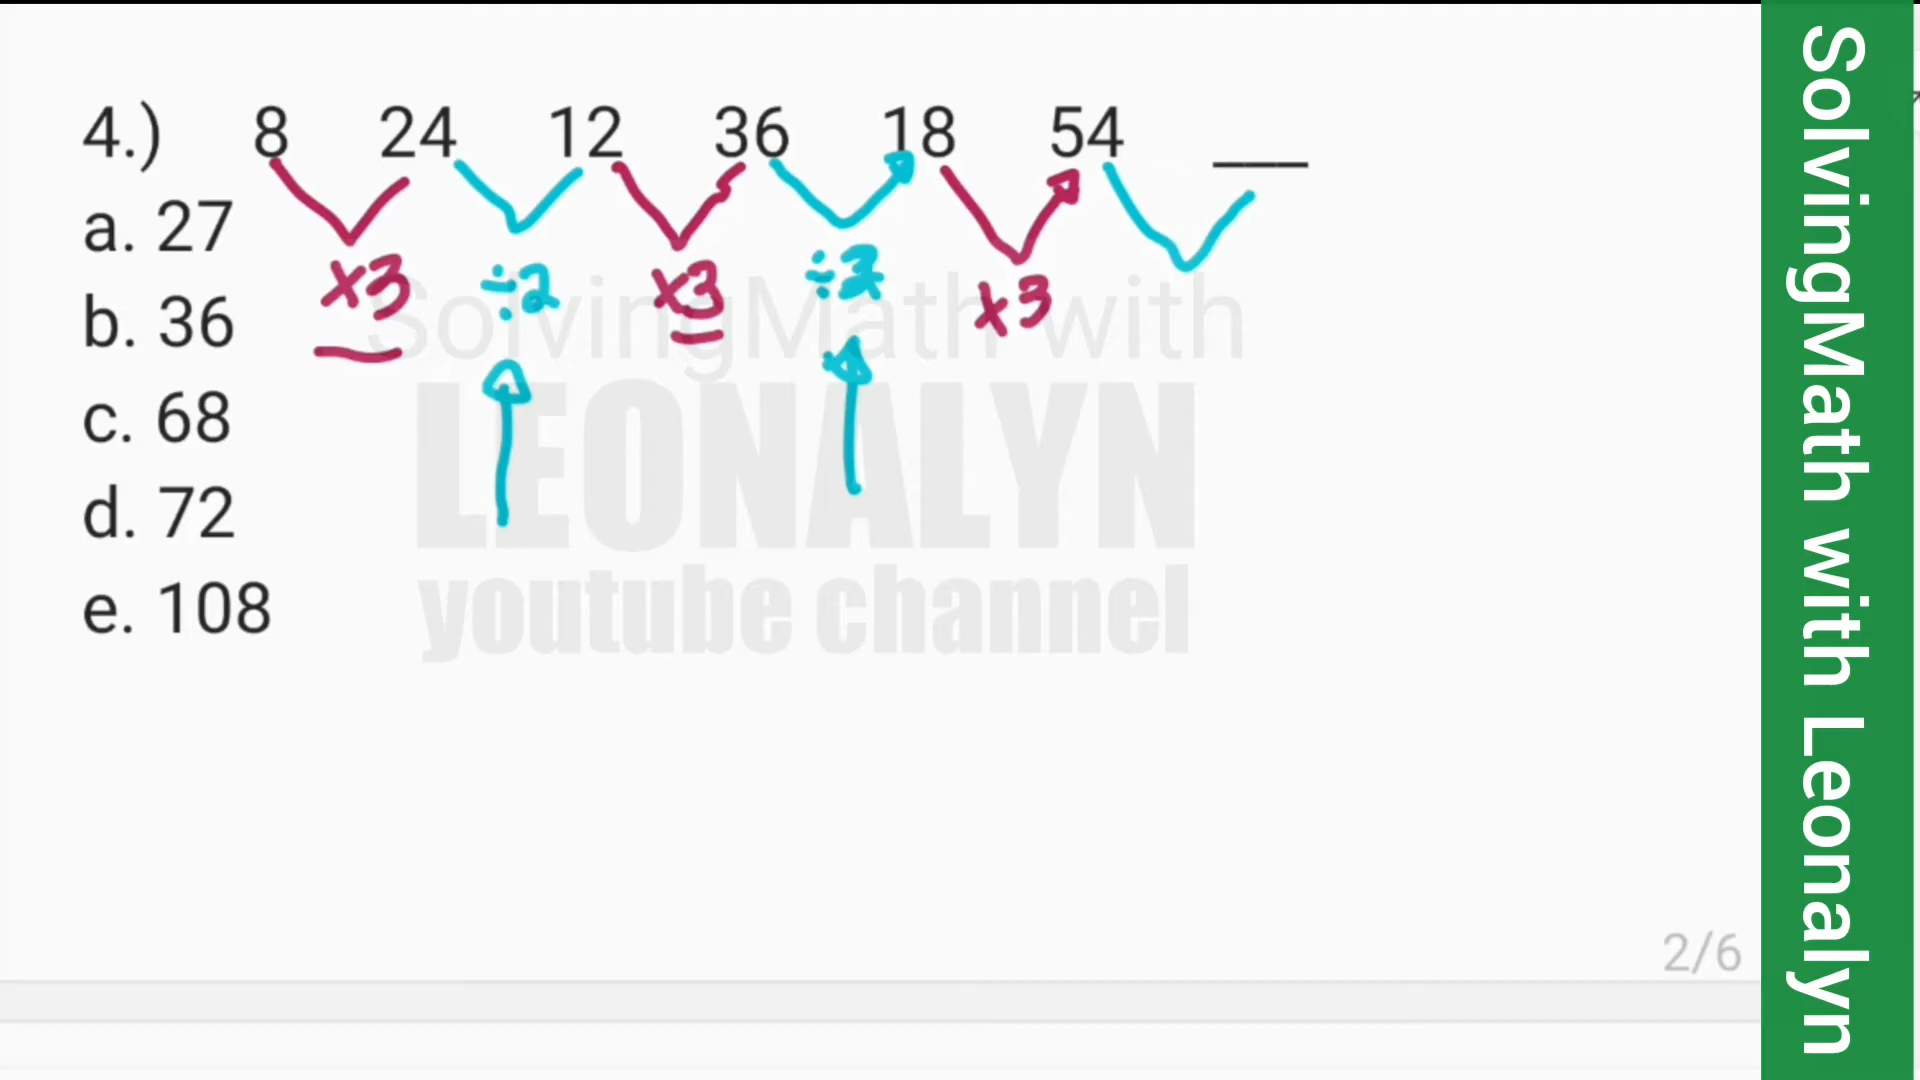 4.) 8 24 12 36 18 54 ___
a. 27
×3 ÷2 ×3 ÷2 ×3
b. 36
c. 68
d. 72
e. 108
SolvingMath with
LEONALYN
youtube channel
2/6
SolvingMath with Leonalyn